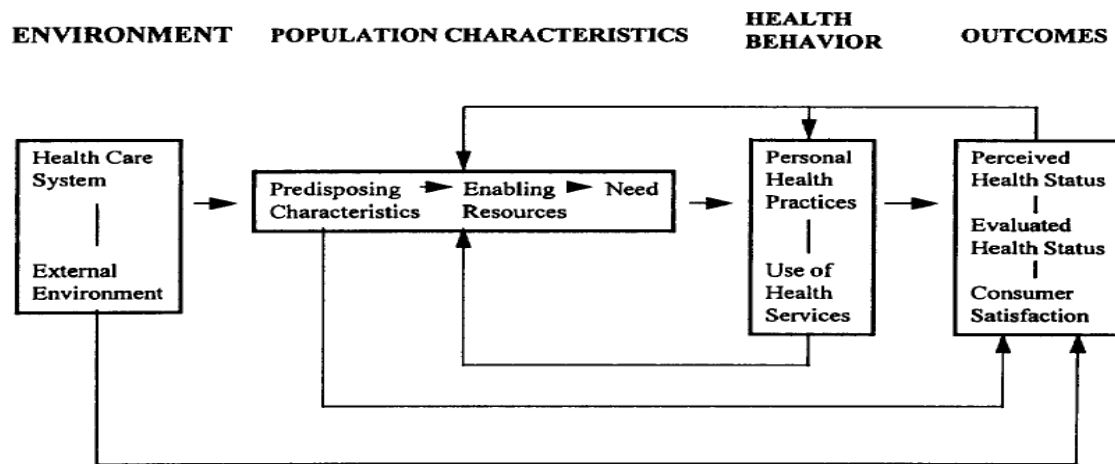 ENVIRONMENT
POPULATION CHARACTERISTICS
HEALTH
BEHAVIOR
OUTCOMES
Health Care
System
External
Environment
Predisposing
Characteristics
Enabling
Resources
Need
Personal
Health
Practices
Use of
Health
Services
Perceived
Health Status
Evaluated
Health Status
Consumer
Satisfaction